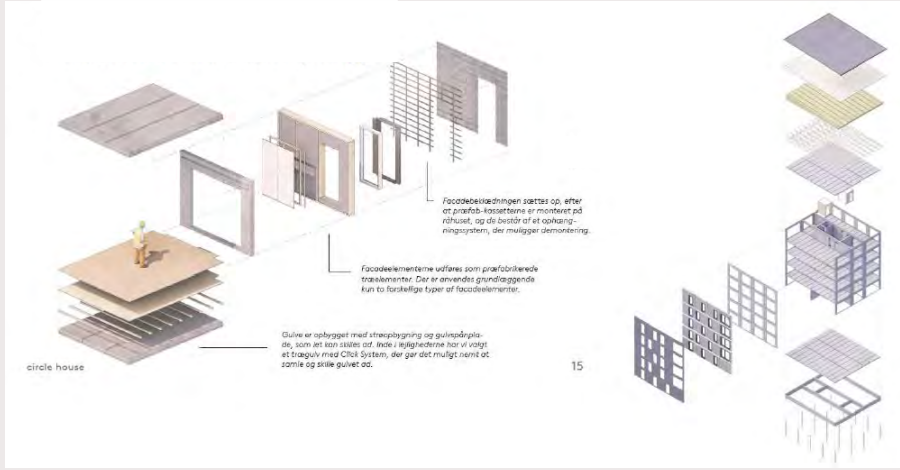 Facadebeklædningen sættes op, efter
at præfab-kassetterne er monteret på
råhuset, og de består af et ophæng-
ningssystem, der muliggør demontering.
Facadeelementerne udføres som præfabrikerede
træelementer. Der er anvendes grundlæggende
kun to forskellige typer af facadeelementer.
Gulve er opbygget med strøopbygning og gulvspånpla-
de, som let kan skilles ad. Inde i lejlighederne har vi valgt
et trægulv med Click System, der gør det muligt nemt at
samle og skille gulvet ad.
circle house
15